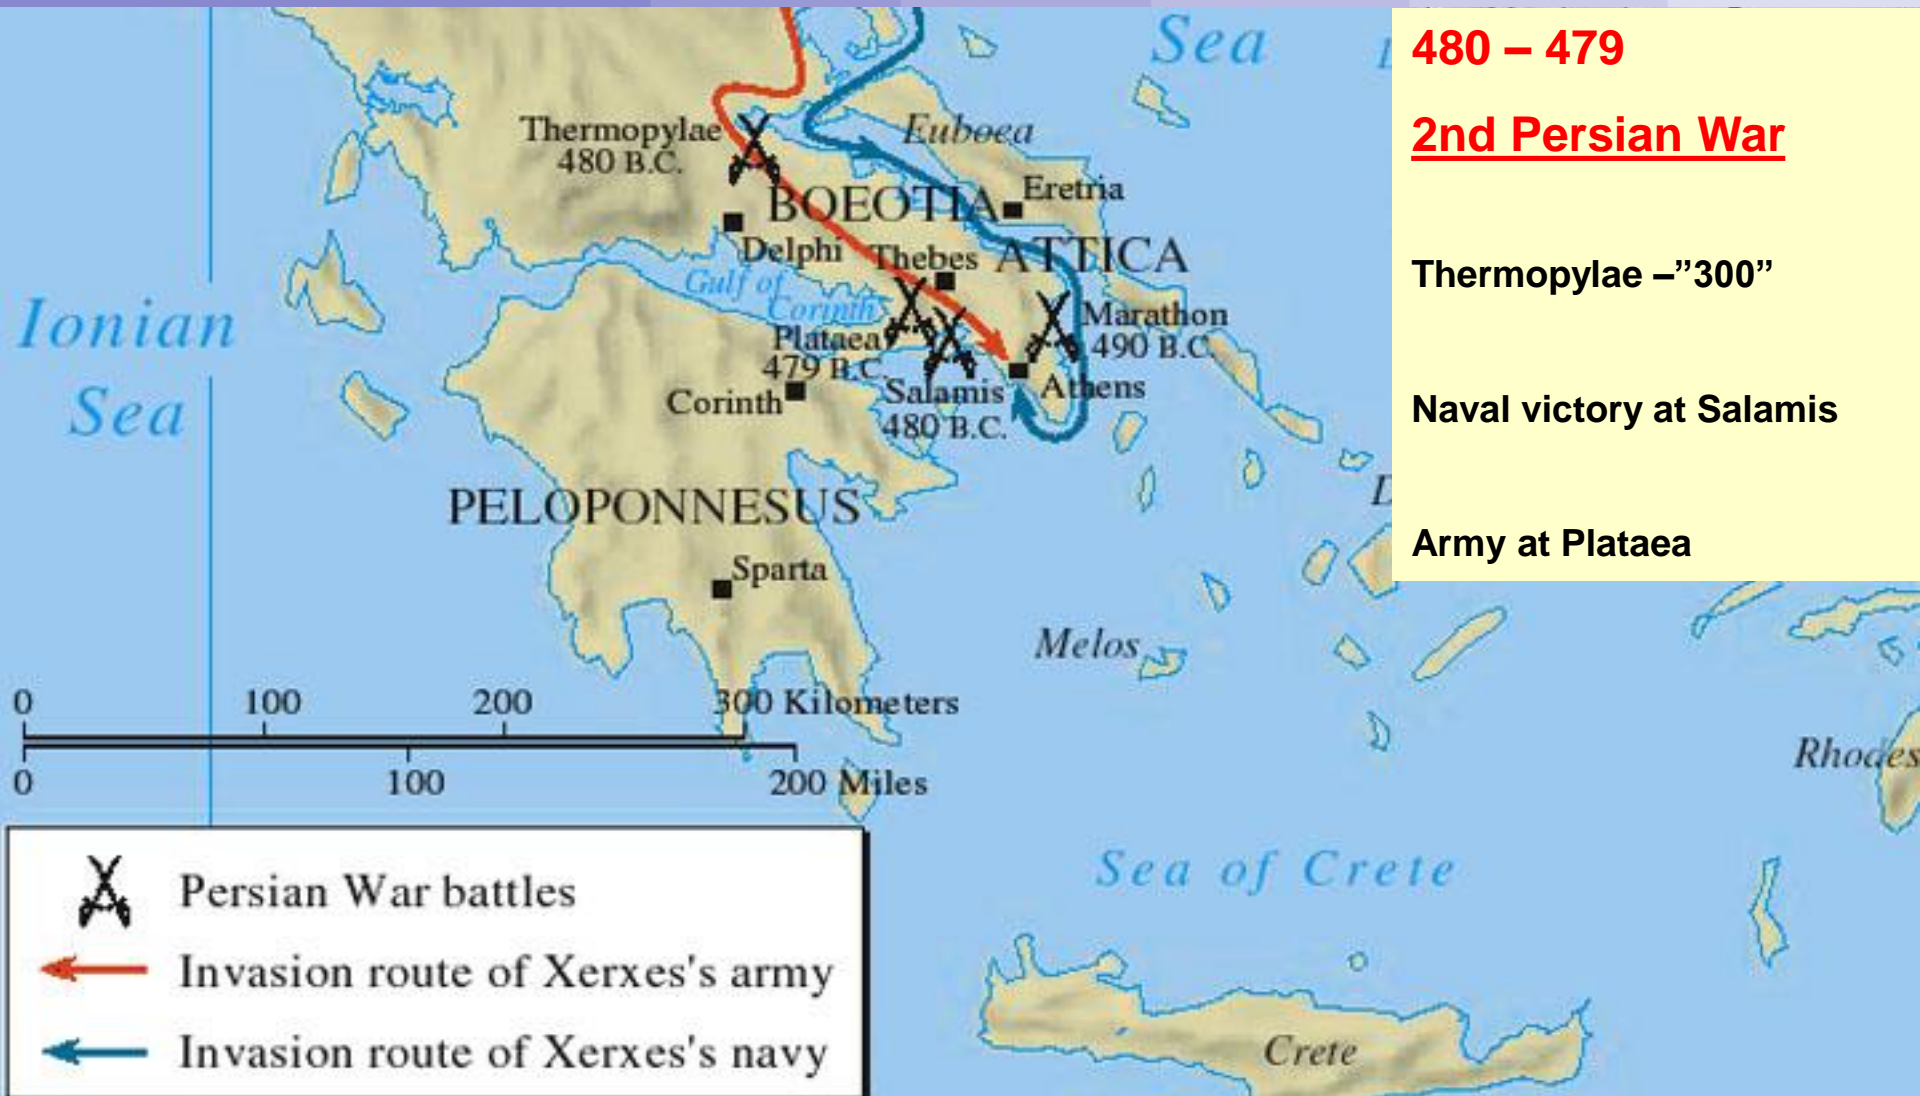 480 – 479
2nd Persian War
Thermopylae –”300”
Naval victory at Salamis
Army at Plataea
Sea
Thermopylae
480 B.C.
Euboea
BOEOTIA
Eretria
Delphi
Thebes
ATTICA
Gulf of
Corinth
Ionian
Sea
Plataea
479 B.C.
Marathon
490 B.C.
Corinth
Salamis
480 B.C.
Athens
PELOPONNESUS
Sparta
Melos
0 100 200 300 Kilometers
0 100 200 Miles
Rhodes
Sea of Crete
Crete
Persian War battles
Invasion route of Xerxes's army
Invasion route of Xerxes's navy